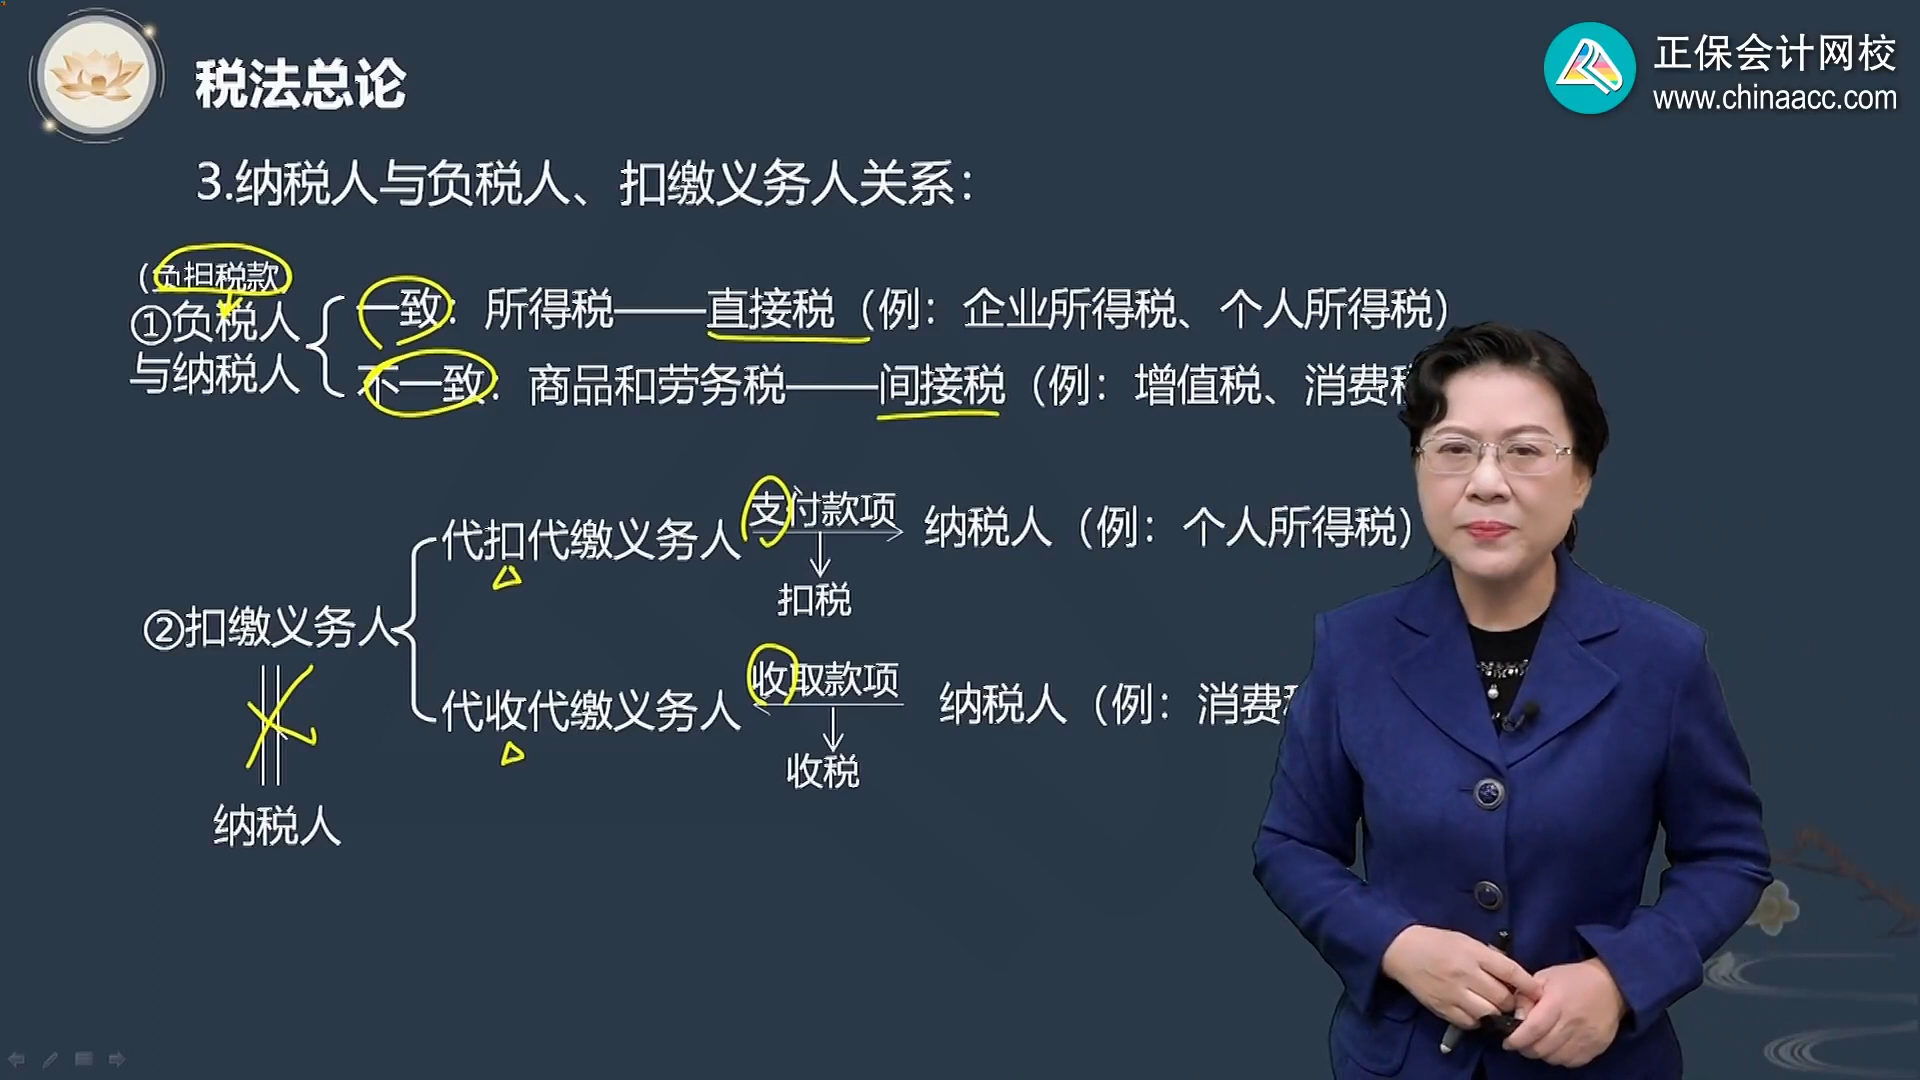 税法总论
正保会计网校
www.chinaacc.com
3.纳税人与负税人、扣缴义务人关系：
（负担税款）
①负税人
与纳税人
一致：所得税——直接税（例：企业所得税、个人所得税）
不一致：商品和劳务税——间接税（例：增值税、消费
②扣缴义务人
纳税人
代扣代缴义务人
支付款项
扣税
纳税人（例：个人所得税）
代收代缴义务人
收取款项
收税
纳税人（例：消费